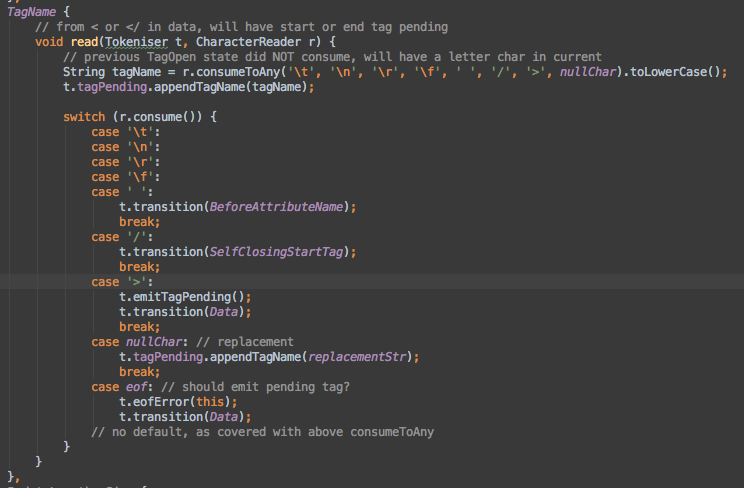 TagName {
    // from < or </ in data, will have start or end tag pending
    void read(Tokeniser t, CharacterReader r) {
        // previous TagOpen state did NOT consume, will have a letter char in current
        String tagName = r.consumeToAny('\t', '\n', '\r', '\f', ' ', '/', '>', nullChar).toLowerCase();
        t.tagPending.appendTagName(tagName);

        switch (r.consume()) {
            case '\t':
            case '\n':
            case '\r':
            case '\f':
            case ' ':
                t.transition(BeforeAttributeName);
                break;
            case '/':
                t.transition(SelfClosingStartTag);
                break;
            case '>':
                t.emitTagPending();
                t.transition(Data);
                break;
            case nullChar: // replacement
                t.tagPending.appendTagName(replacementStr);
                break;
            case eof: // should emit pending tag?
                t.eofError(this);
                t.transition(Data);
            // no default, as covered with above consumeToAny
        }
    }
},